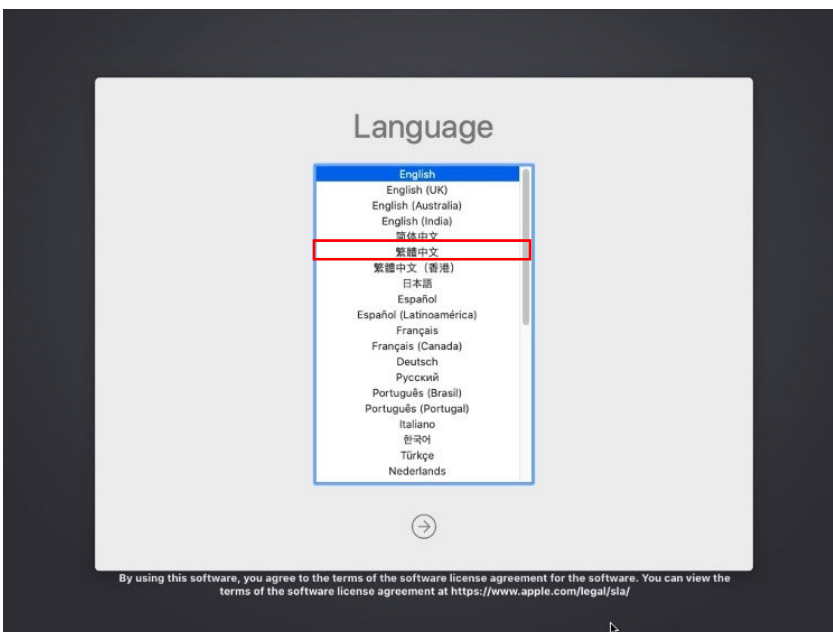 Language
English
English (UK)
English (Australia)
English (India)
简体中文
繁體中文
繁體中文（香港）
日本語
Español
Español (Latinoamérica)
Français
Français (Canada)
Deutsch
Русский
Português (Brasil)
Português (Portugal)
Italiano
한국어
Türkçe
Nederlands
By using this software, you agree to the terms of the software license agreement for the software. You can view the
terms of the software license agreement at https://www.apple.com/legal/sla/